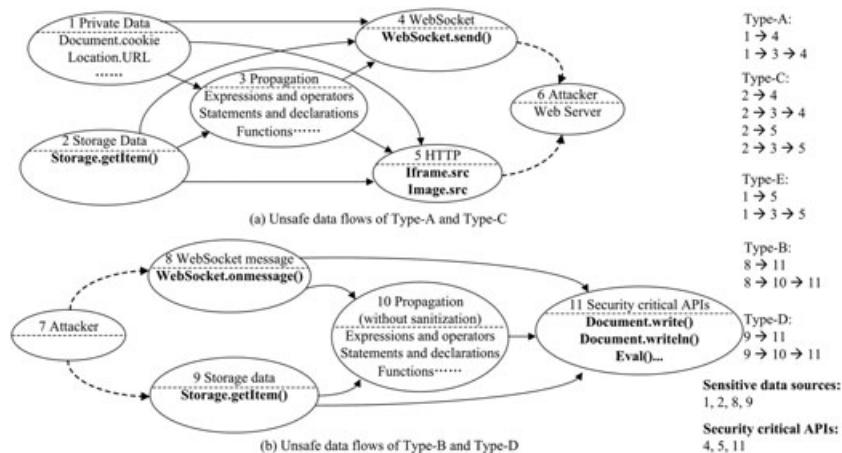 1 Private Data
Document.cookie
Location.URL
……
2 Storage Data
Storage.getItem()
3 Propagation
Expressions and operators
Statements and declarations
Functions……
4 WebSocket
WebSocket.send()
5 HTTP
Iframe.src
Image.src
6 Attacker
Web Server
(a) Unsafe data flows of Type-A and Type-C
7 Attacker
8 WebSocket message
WebSocket.onmessage()
9 Storage data
Storage.getItem()
10 Propagation
(without sanitization)
Expressions and operators
Statements and declarations
Functions……
11 Security critical APIs
Document.write()
Document.writeln()
Eval()...
(b) Unsafe data flows of Type-B and Type-D
Type-A:
1 → 4
1 → 3 → 4
Type-C:
2 → 4
2 → 3 → 4
2 → 5
2 → 3 → 5
Type-E:
1 → 5
1 → 3 → 5
Type-B:
8 → 11
8 → 10 → 11
Type-D:
9 → 11
9 → 10 → 11
Sensitive data sources:
1, 2, 8, 9
Security critical APIs:
4, 5, 11